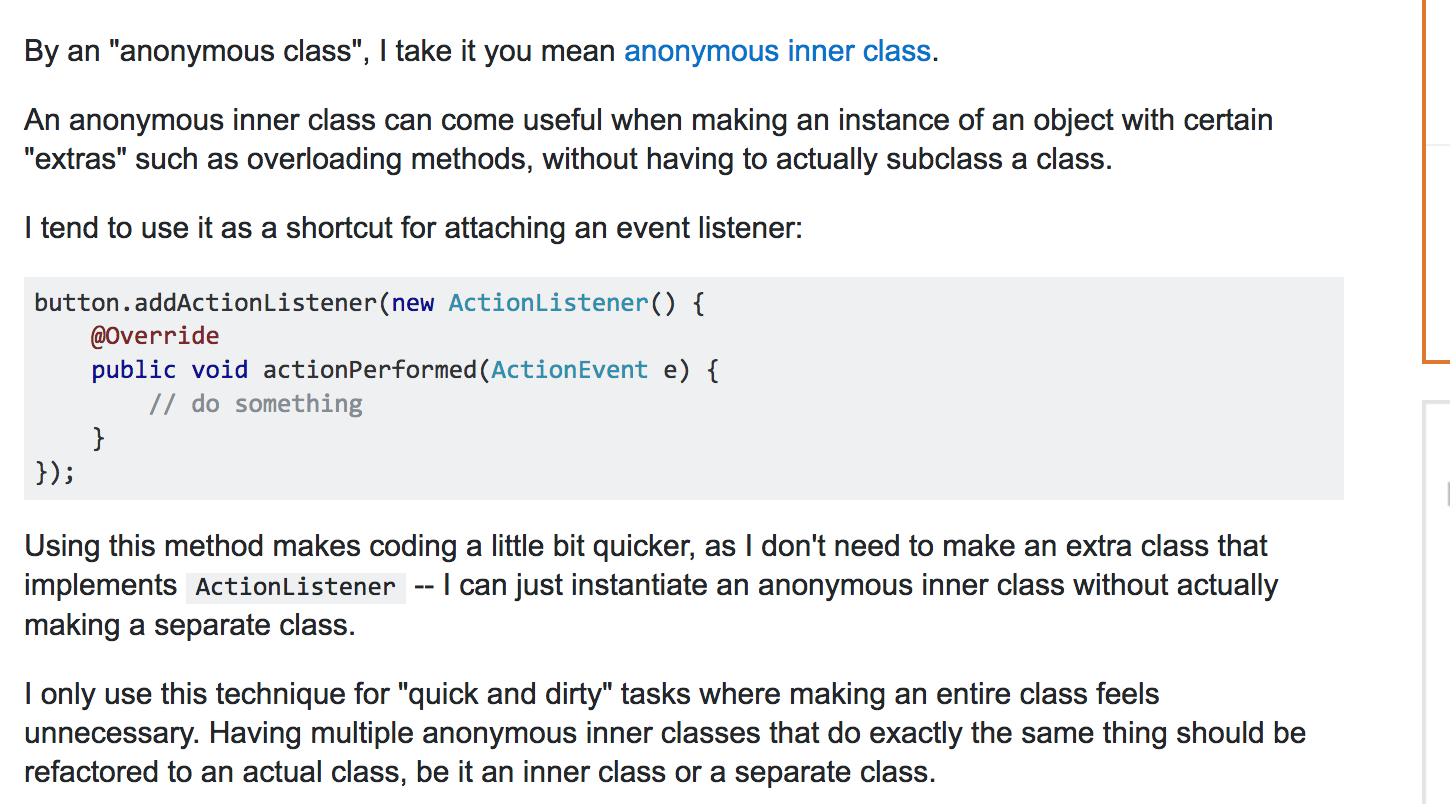 By an "anonymous class", I take it you mean anonymous inner class.
An anonymous inner class can come useful when making an instance of an object with certain
"extras" such as overloading methods, without having to actually subclass a class.
I tend to use it as a shortcut for attaching an event listener:
button.addActionListener(new ActionListener() {
    @Override
    public void actionPerformed(ActionEvent e) {
        // do something
    }
});
Using this method makes coding a little bit quicker, as I don't need to make an extra class that
implements ActionListener -- I can just instantiate an anonymous inner class without actually
making a separate class.
I only use this technique for "quick and dirty" tasks where making an entire class feels
unnecessary. Having multiple anonymous inner classes that do exactly the same thing should be
refactored to an actual class, be it an inner class or a separate class.